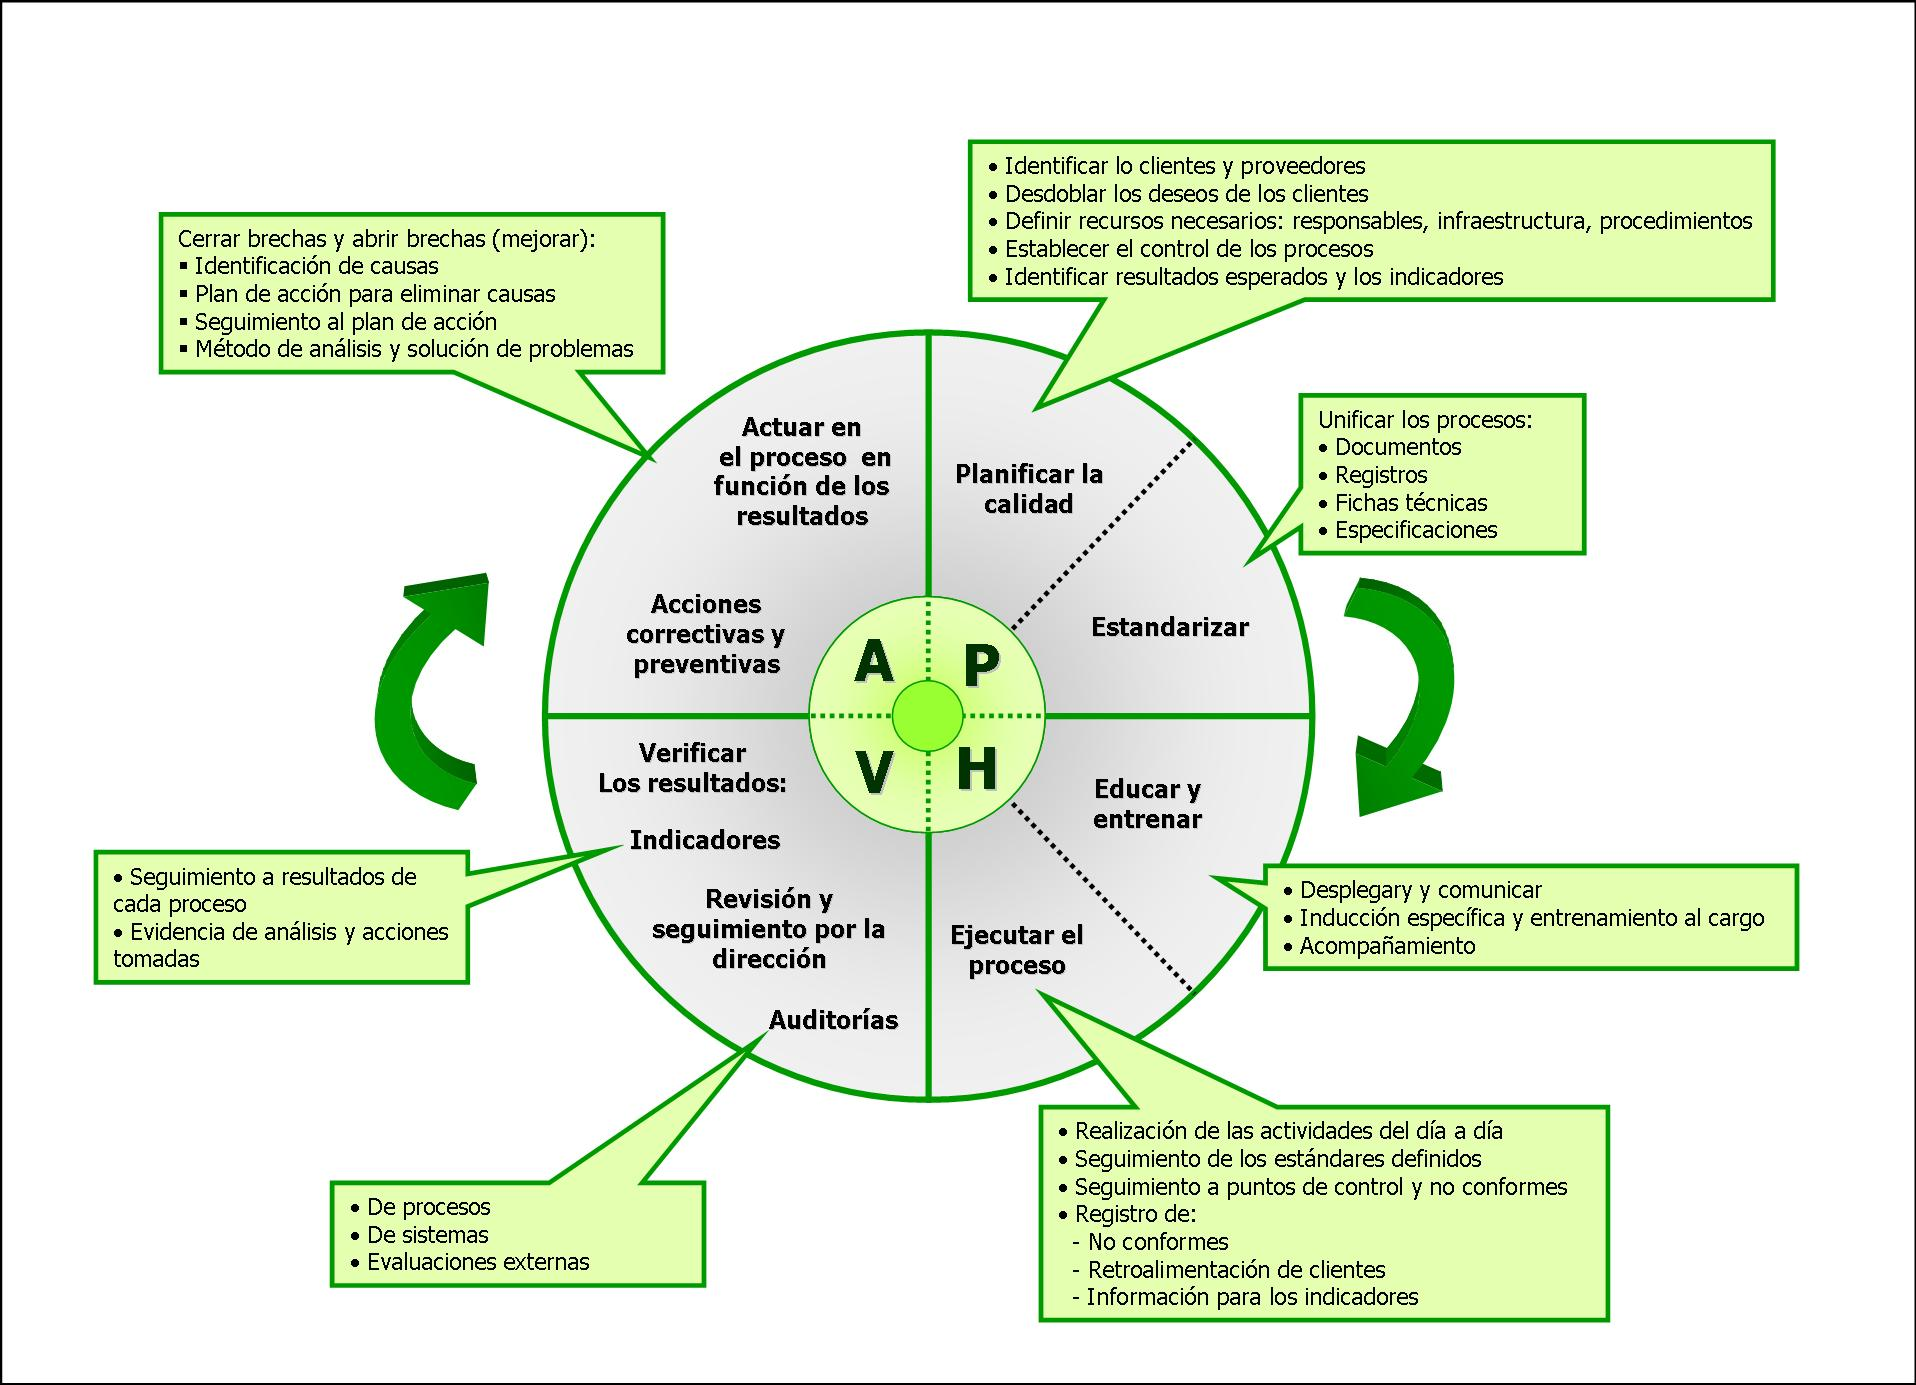 • Identificar lo clientes y proveedores
• Desdoblar los deseos de los clientes
• Definir recursos necesarios: responsables, infraestructura, procedimientos
• Establecer el control de los procesos
• Identificar resultados esperados y los indicadores
Cerrar brechas y abrir brechas (mejorar):
▪ Identificación de causas
▪ Plan de acción para eliminar causas
▪ Seguimiento al plan de acción
▪ Método de análisis y solución de problemas
Unificar los procesos:
• Documentos
• Registros
• Fichas técnicas
• Especificaciones
Actuar en
el proceso en
función de los
resultados
Acciones
correctivas y
preventivas
Planificar la
calidad
Estandarizar
A
P
V
H
Verificar
Los resultados:
Indicadores
Revisión y
seguimiento por la
dirección
Auditorías
Educar y
entrenar
Ejecutar el
proceso
• Seguimiento a resultados de
cada proceso
• Evidencia de análisis y acciones
tomadas
• Desplegary y comunicar
• Inducción específica y entrenamiento al cargo
• Acompañamiento
• De procesos
• De sistemas
• Evaluaciones externas
• Realización de las actividades del día a día
• Seguimiento de los estándares definidos
• Seguimiento a puntos de control y no conformes
• Registro de:
- No conformes
- Retroalimentación de clientes
- Información para los indicadores